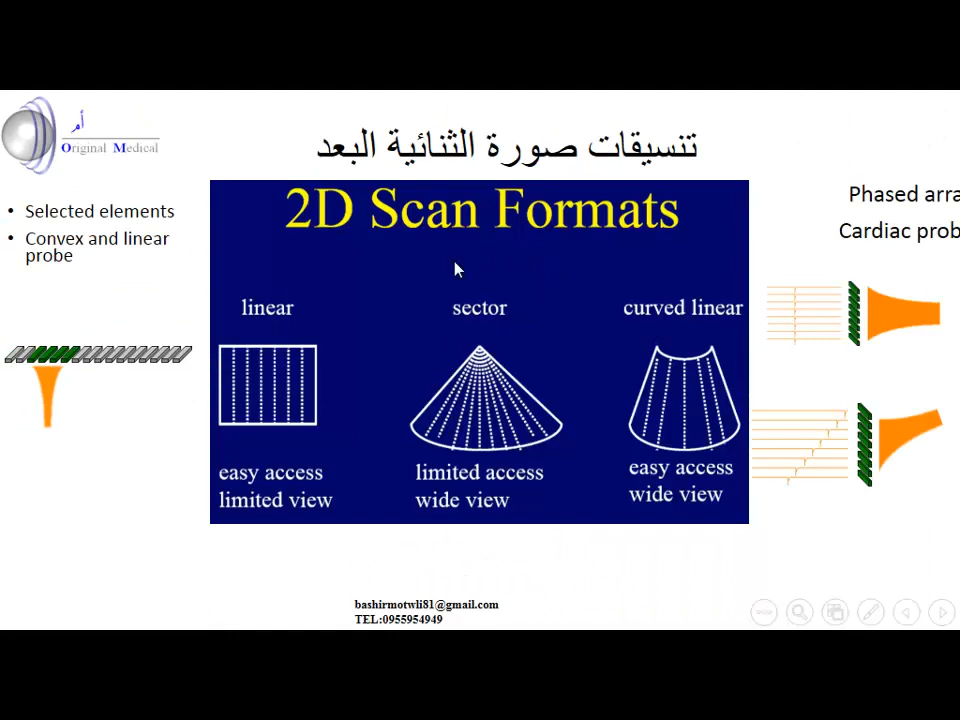 أم
Original Medical
تنسيقات صورة الثنائية البعد
• Selected elements
• Convex and linear
probe
2D Scan Formats
linear
sector
curved linear
easy access
limited view
limited access
wide view
easy access
wide view
Phased arra
Cardiac prob
bashirmotwli81@gmail.com
TEL:0955954949